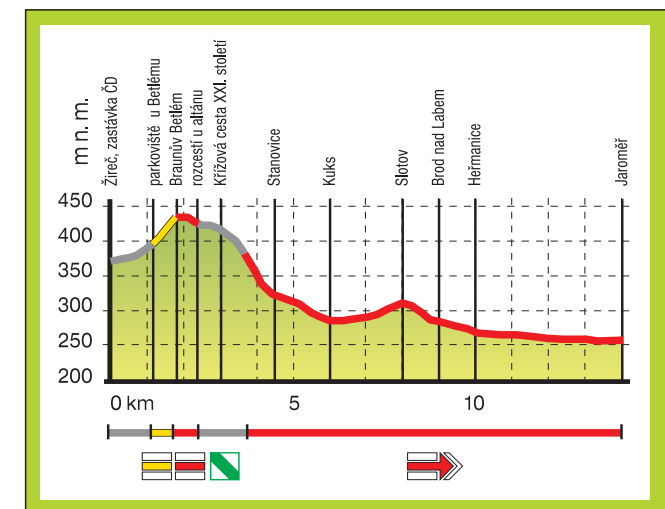 m n. m.
Žireč, zastávka ČD
parkoviště u Betlému
Braunův Betlém
rozcestí u altánu
Křížová cesta XXI. století
Stanovice
Kuks
Slotov
Brod nad Labem
Heřmanice
Jaroměř
450
400
350
300
250
200
0 km 5 10